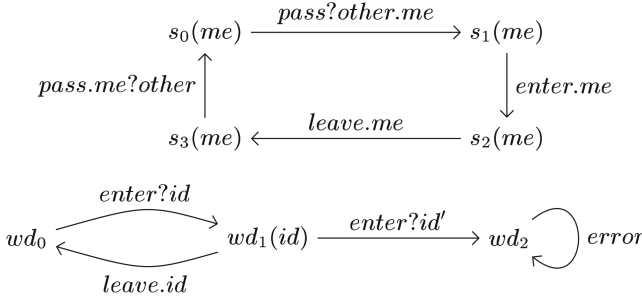 pass?other.me
s₀(me) s₁(me)
pass.me?other enter.me
s₃(me) leave.me s₂(me)
enter?id
wd₀ wd₁(id) enter?id′ wd₂ error
leave.id